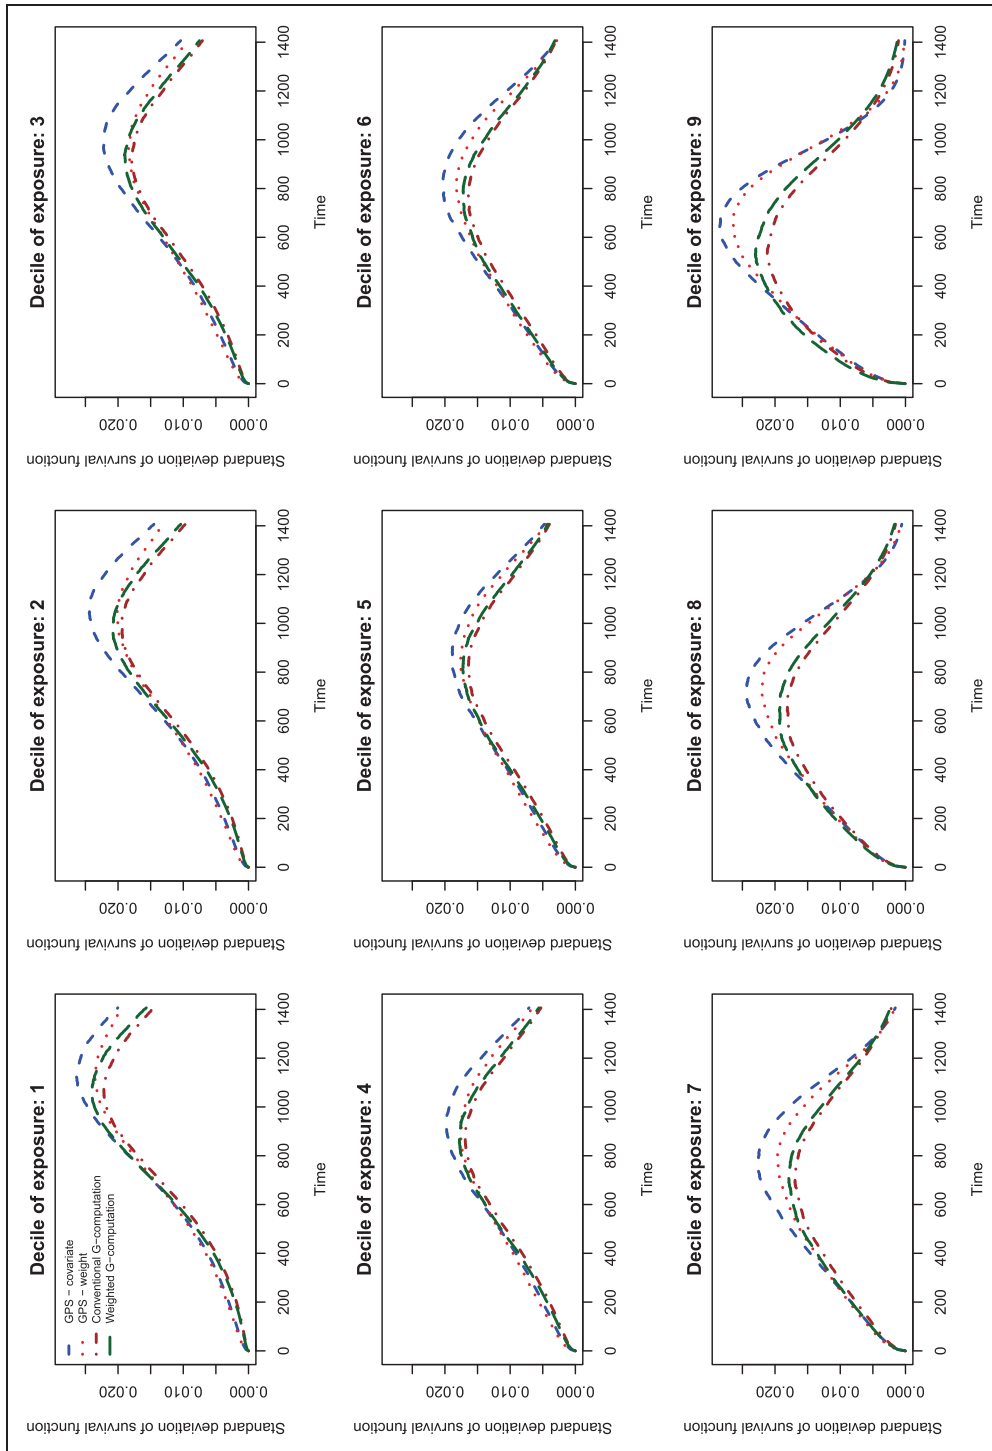 Decile of exposure: 1
GPS − covariate
GPS − weight
Conventional G−computation
Weighted G−computation
Standard deviation of survival function
0.000 0.010 0.020
0 200 400 600 800 1000 1200 1400
Time
Decile of exposure: 2
Standard deviation of survival function
0.000 0.010 0.020
0 200 400 600 800 1000 1200 1400
Time
Decile of exposure: 3
Standard deviation of survival function
0.000 0.010 0.020
0 200 400 600 800 1000 1200 1400
Time
Decile of exposure: 4
Standard deviation of survival function
0.000 0.010 0.020
0 200 400 600 800 1000 1200 1400
Time
Decile of exposure: 5
Standard deviation of survival function
0.000 0.010 0.020
0 200 400 600 800 1000 1200 1400
Time
Decile of exposure: 6
Standard deviation of survival function
0.000 0.010 0.020
0 200 400 600 800 1000 1200 1400
Time
Decile of exposure: 7
Standard deviation of survival function
0.000 0.010 0.020
0 200 400 600 800 1000 1200 1400
Time
Decile of exposure: 8
Standard deviation of survival function
0.000 0.010 0.020
0 200 400 600 800 1000 1200 1400
Time
Decile of exposure: 9
Standard deviation of survival function
0.000 0.010 0.020
0 200 400 600 800 1000 1200 1400
Time